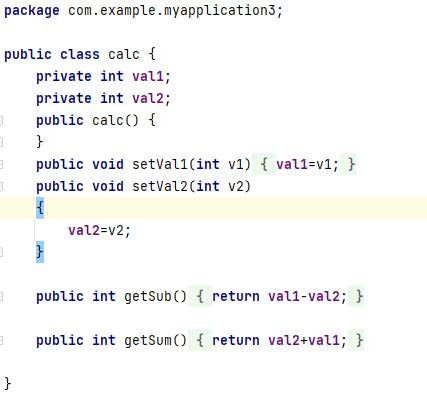 package com.example.myapplication3;
public class calc {
private int val1;
private int val2;
public calc() {
}
public void setVal1(int v1) { val1=v1; }
public void setVal2(int v2)
{
val2=v2;
}
public int getSub() { return val1-val2; }
public int getSum() { return val2+val1; }
}